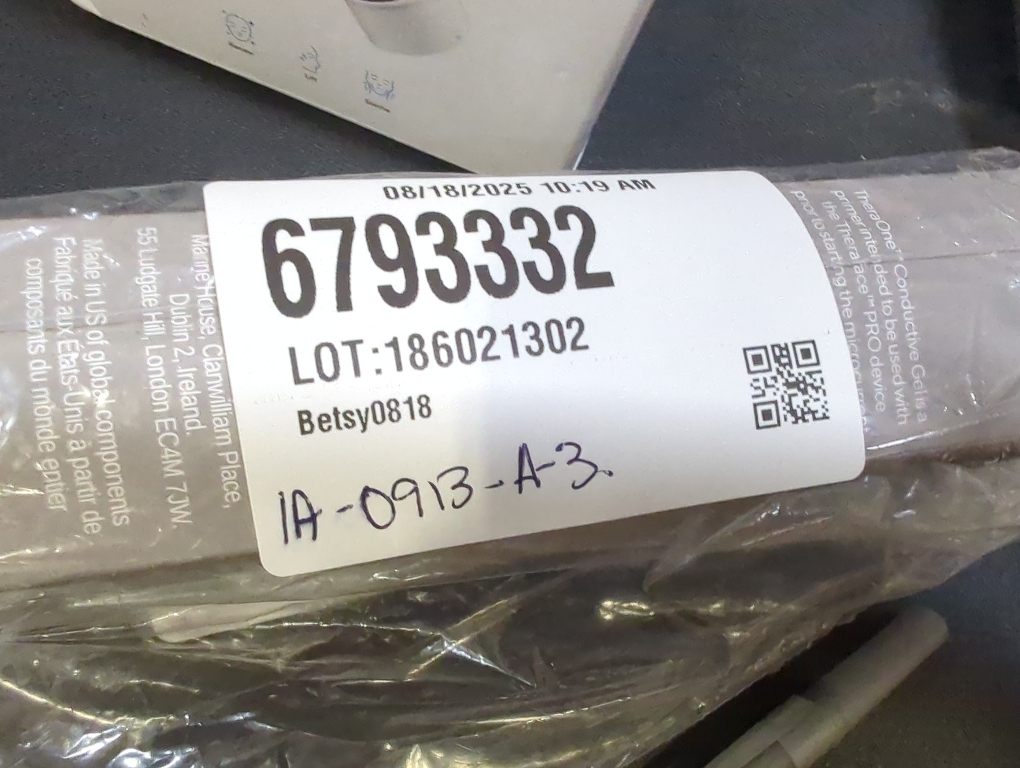 08/18/2025 10:19 AM
6793332
LOT:186021302
Betsy0818
1A-0913-A-3.
Marine House, Clanwilliam Place,
Dublin 2, Ireland.
55 Ludgate Hill, London EC4M 7JW.
Made in US of global components
Fabriqué aux États-Unis à partir de
composants du monde entier
TheraOne™ Conductive Gel is a
primer intended to be used with
the TheraFace™ PRO device
prior to starting the microcurrent